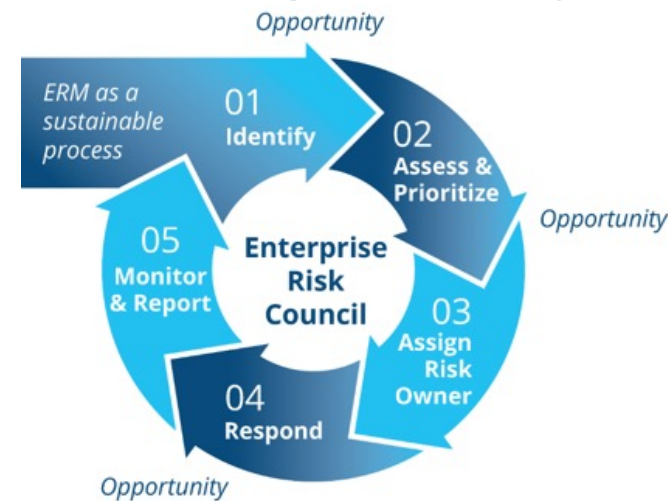 Opportunity
ERM as a
sustainable
process
01
Identify
02
Assess &
Prioritize
Opportunity
03
Assign
Risk
Owner
04
Respond
Opportunity
05
Monitor
& Report
Enterprise
Risk
Council